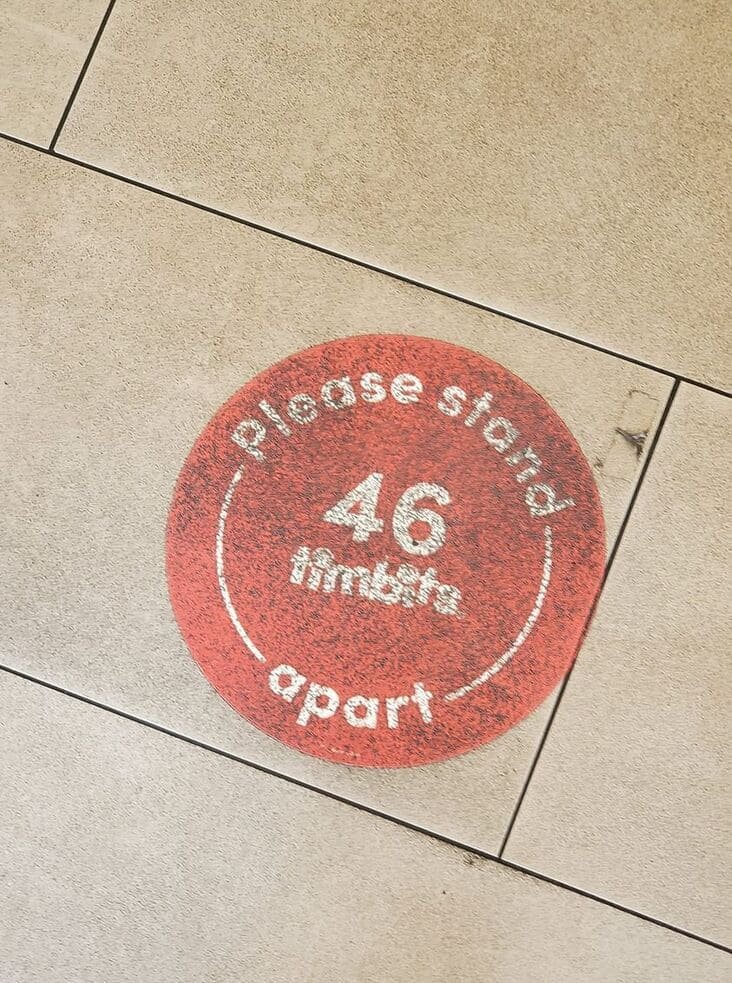 Please stand
46
timbits
apart